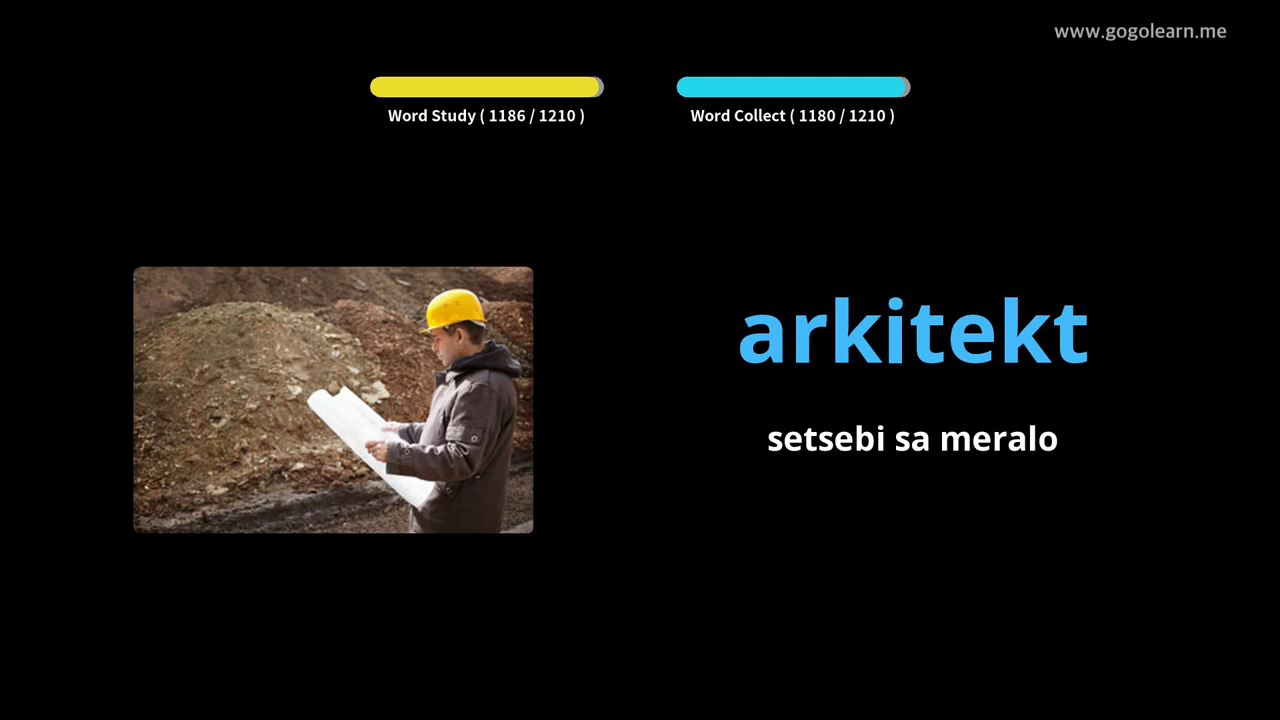 www.gogolearn.me
Word Study ( 1186 / 1210 )
Word Collect ( 1180 / 1210 )
arkitekt
setsebi sa meralo